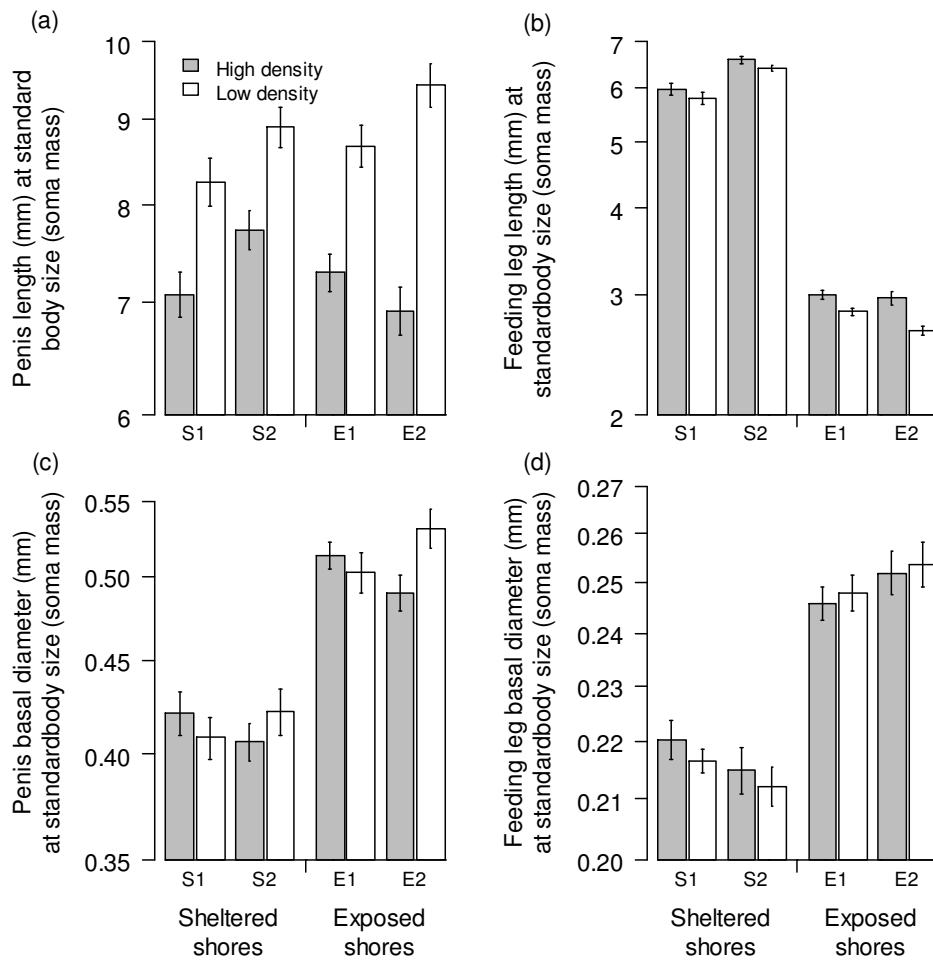 (a)
Penis length (mm) at standard
body size (soma mass)
10
9
8
7
6
High density
Low density
S1 S2 E1 E2
(b)
Feeding leg length (mm) at
standardbody size (soma mass)
7
6
5
4
3
2
S1 S2 E1 E2
(c)
Penis basal diameter (mm)
at standardbody size (soma mass)
0.55
0.50
0.45
0.40
0.35
S1 S2 E1 E2
Sheltered Exposed
shores shores
(d)
Feeding leg basal diameter (mm)
at standardbody size (soma mass)
0.27
0.26
0.25
0.24
0.23
0.22
0.21
0.20
S1 S2 E1 E2
Sheltered Exposed
shores shores